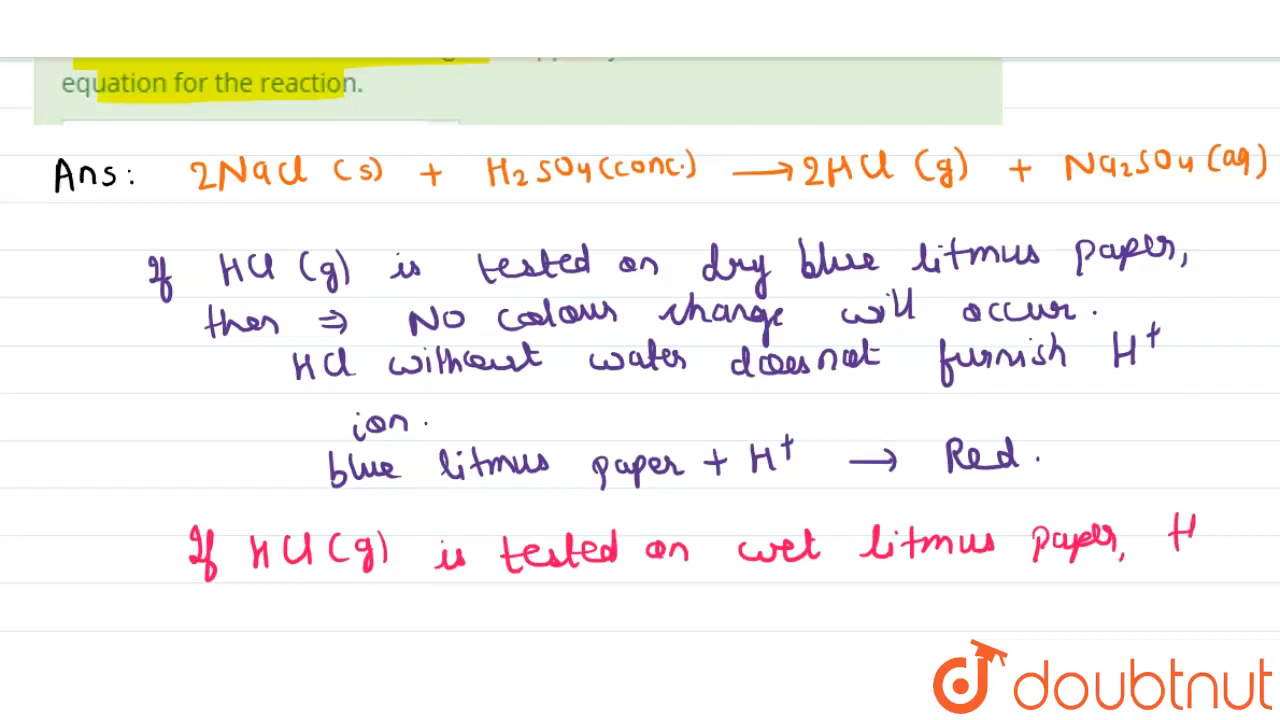 equation for the reaction.
Ans: 2NaCl (s) + H₂SO₄(conc.) → 2HCl (g) + Na₂SO₄(aq)
If HCl (g) is tested on dry blue litmus paper,
then ⇒ NO colour change will occur.
HCl without water doesnot furnish H⁺
ion.
blue litmus paper + H⁺ → Red.
If HCl(g) is tested on wet litmus paper, H
doubtnut